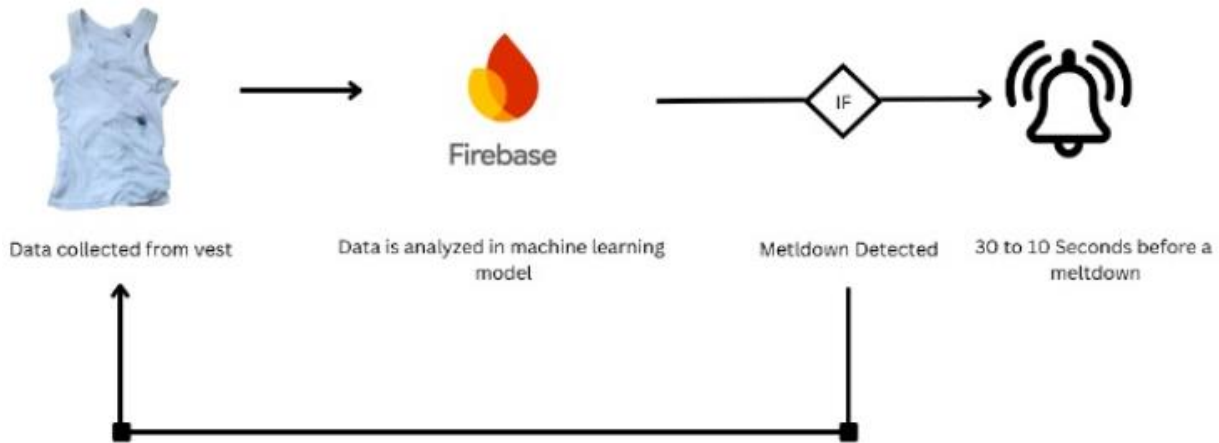 IF
Firebase
Data collected from vest
Data is analyzed in machine learning
model
Metldown Detected
30 to 10 Seconds before a
meltdown